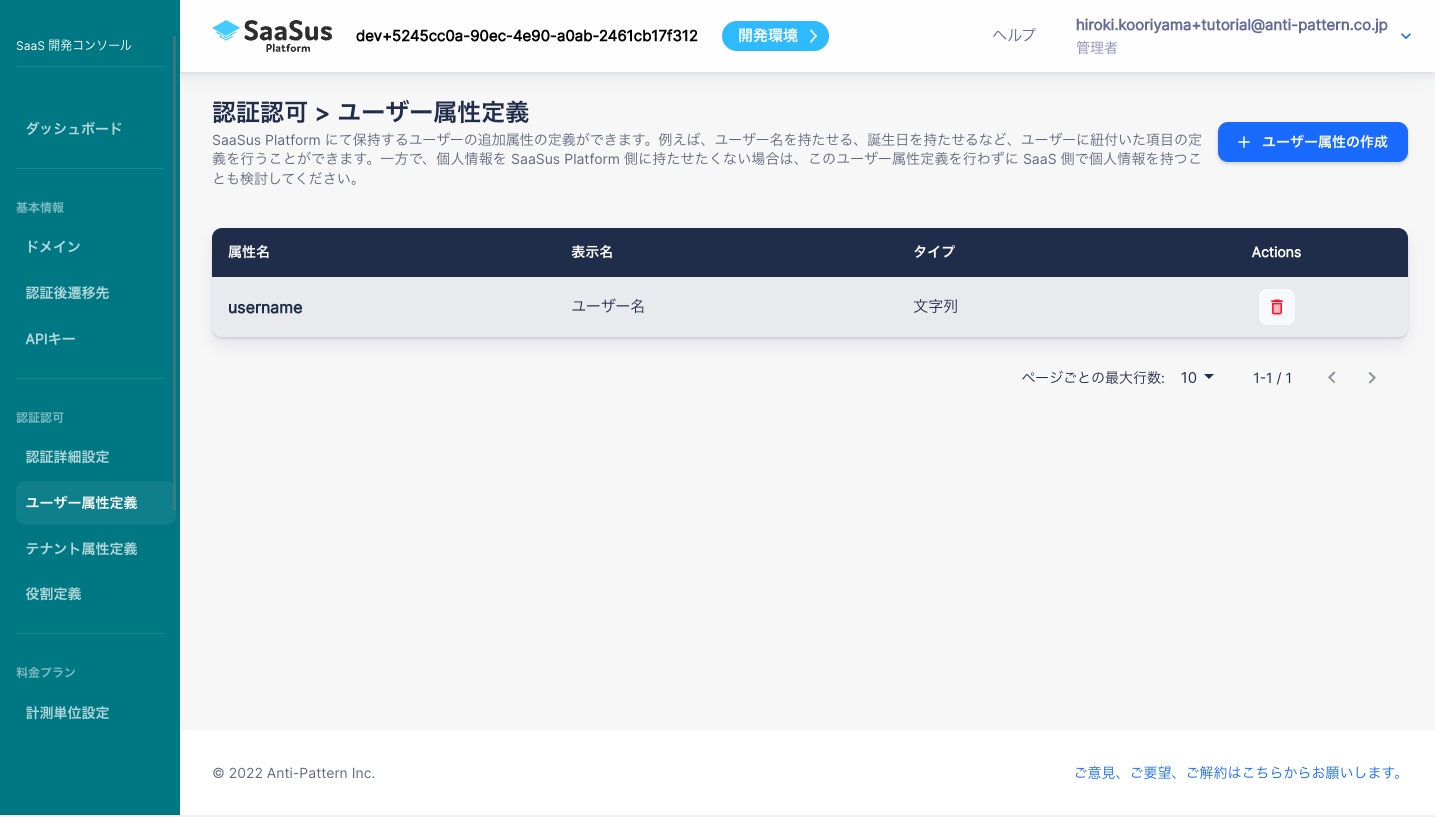 SaaS 開発コンソール
ダッシュボード
基本情報
ドメイン
認証後遷移先
APIキー
認証認可
認証詳細設定
ユーザー属性定義
テナント属性定義
役割定義
料金プラン
計測単位設定
SaaSus
Platform
dev+5245cc0a-90ec-4e90-a0ab-2461cb17f312
開発環境
ヘルプ
hiroki.kooriyama+tutorial@anti-pattern.co.jp
管理者
認証認可 > ユーザー属性定義
SaaSus Platform にて保持するユーザーの追加属性の定義ができます。例えば、ユーザー名を持たせる、誕生日を持たせるなど、ユーザーに紐付いた項目の定
義を行うことができます。一方で、個人情報を SaaSus Platform 側に持たせたくない場合は、このユーザー属性定義を行わずに SaaS 側で個人情報を持つこ
とも検討してください。
+ ユーザー属性の作成
属性名 表示名 タイプ Actions
username ユーザー名 文字列
ページごとの最大行数: 10 1-1 / 1
© 2022 Anti-Pattern Inc.
ご意見、ご要望、ご解約はこちらからお願いします。